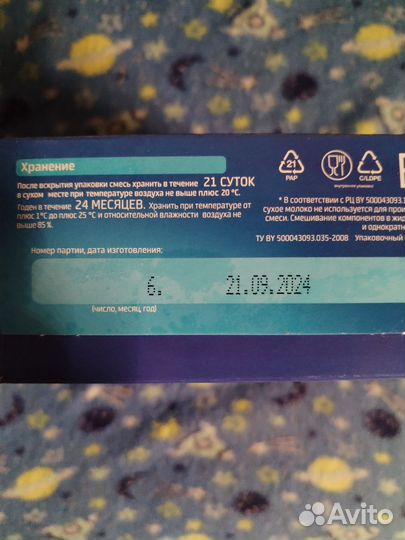 Хранение
После вскрытия упаковки смесь хранить в течение 21 СУТОК
в сухом месте при температуре воздуха не выше плюс 20 °С.
Годен в течение 24 МЕСЯЦЕВ. Хранить при температуре от
плюс 1°С до плюс 25 °С и относительной влажности воздуха не
выше 85 %.
21
PAP
внутренняя упаковка
C/LDPE
* В соответствии с РЦ BY 500043093.1
сухое молоко не используется для прои
смеси. Смешивание компонентов в жид
и однократн
ТУ BY 500043093.035-2008 Упаковочный
Номер партии, дата изготовления:
6. 21.09.2024
(число, месяц, год)
Avito